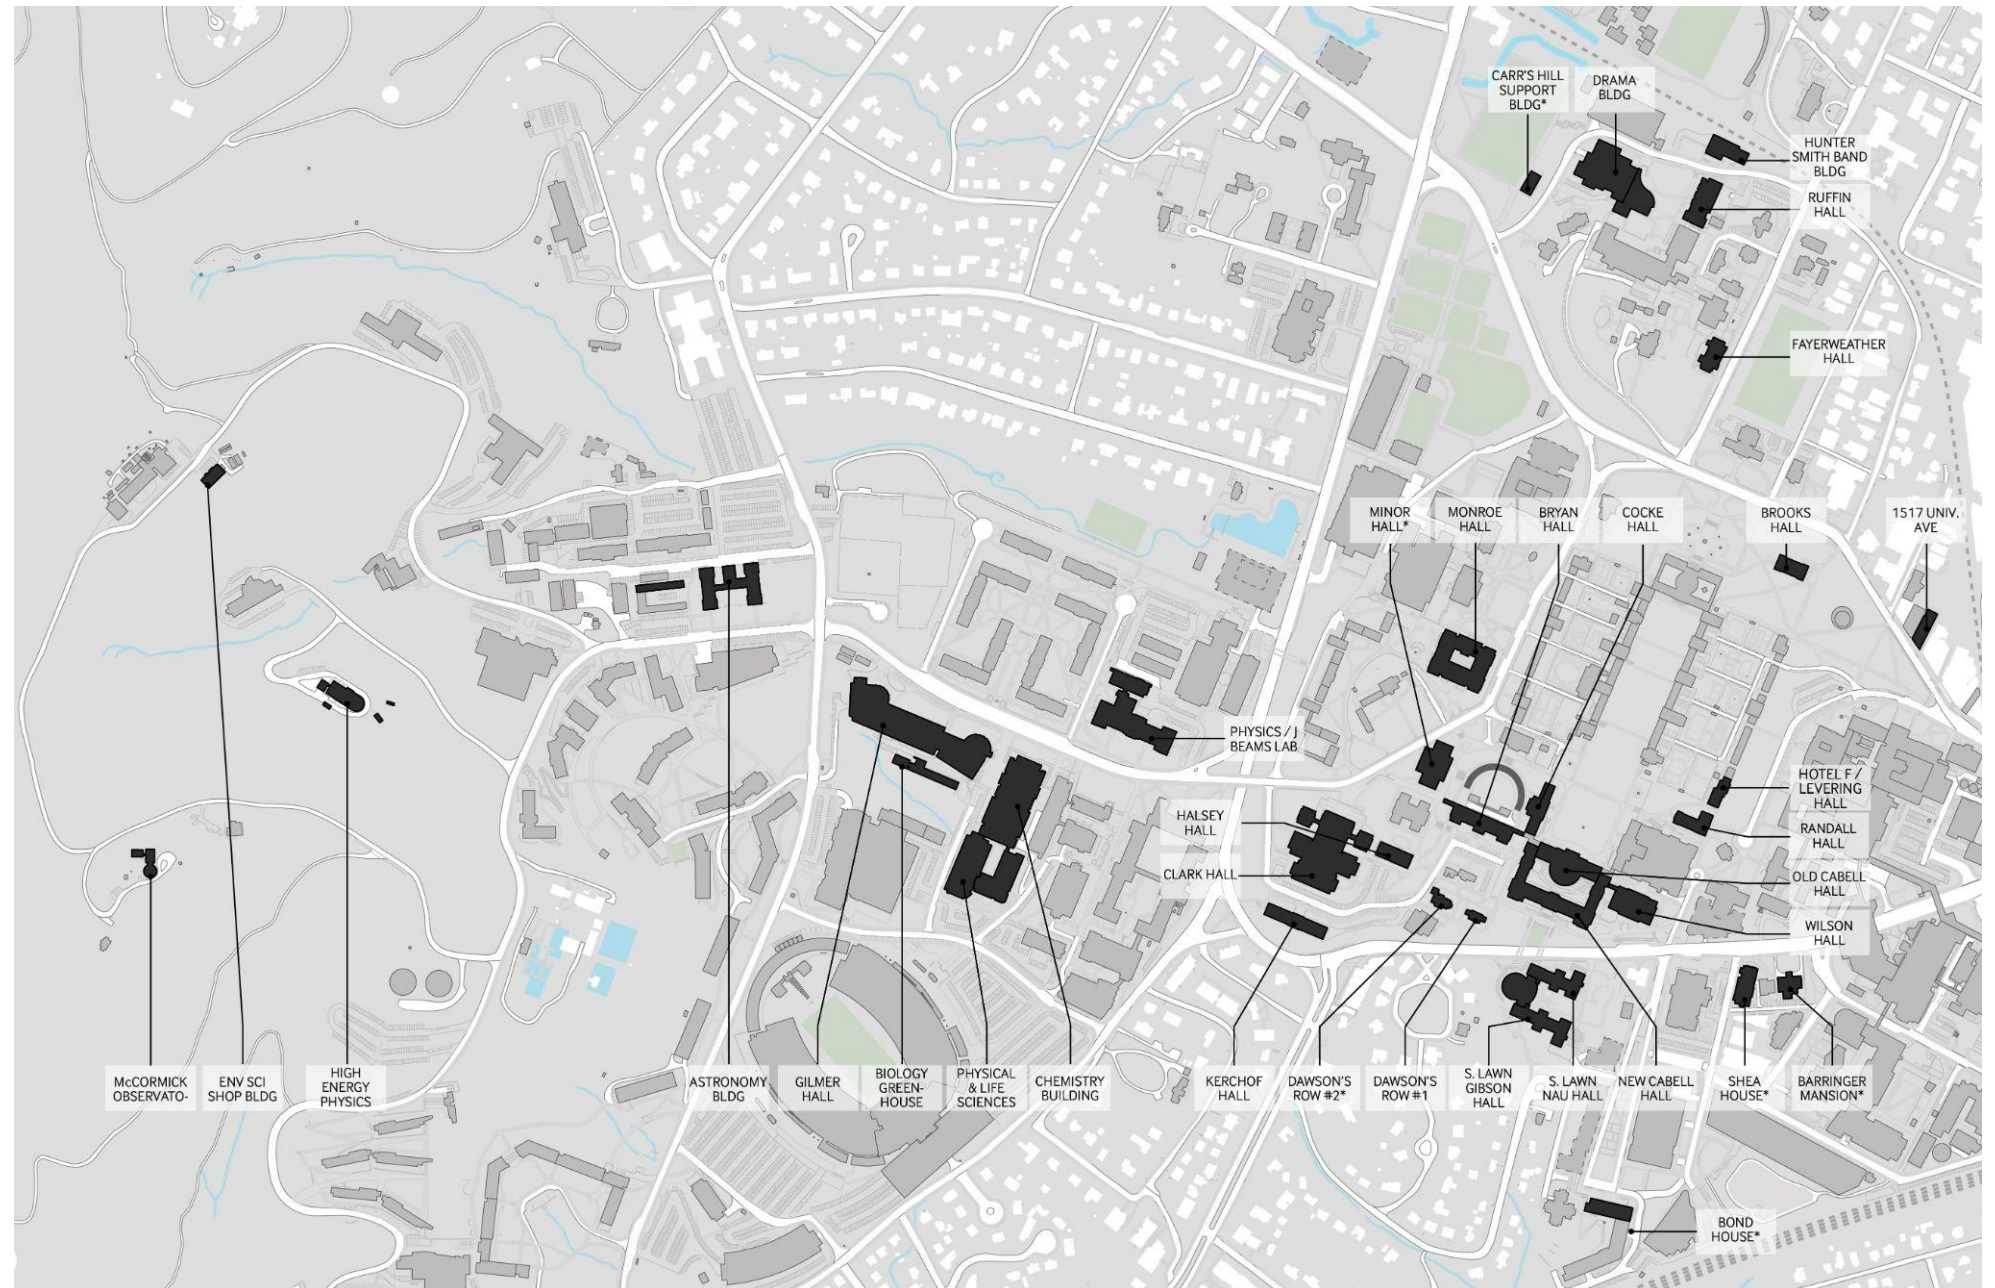 CARR'S HILL
SUPPORT
BLDG*
DRAMA
BLDG
HUNTER
SMITH BAND
BLDG
RUFFIN
HALL
FAYERWEATHER
HALL
MINOR
HALL*
MONROE
HALL
BRYAN
HALL
COCKE
HALL
BROOKS
HALL
1517 UNIV.
AVE
PHYSICS / J
BEAMS LAB
HOTEL F /
LEVERING
HALL
HALSEY
HALL
RANDALL
HALL
CLARK HALL
OLD CABELL
HALL
WILSON
HALL
McCORMICK
OBSERVATO-
ENV SCI
SHOP BLDG
HIGH
ENERGY
PHYSICS
ASTRONOMY
BLDG
GILMER
HALL
BIOLOGY
GREEN-
HOUSE
PHYSICAL
& LIFE
SCIENCES
CHEMISTRY
BUILDING
KERCHOF
HALL
DAWSON'S
ROW #2*
DAWSON'S
ROW #1
S. LAWN
GIBSON
HALL
S. LAWN
NAU HALL
NEW CABELL
HALL
SHEA
HOUSE*
BARRINGER
MANSION*
BOND
HOUSE*